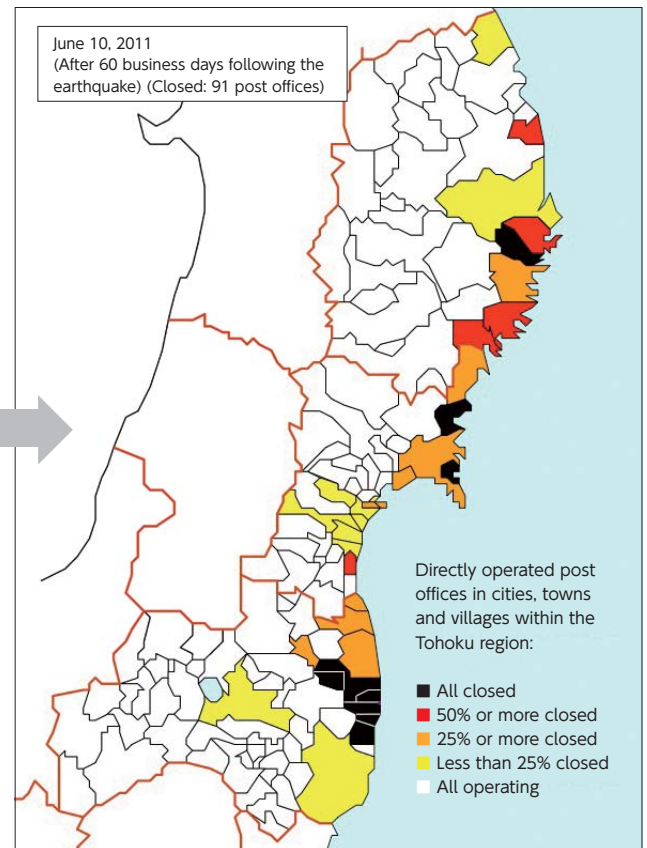 June 10, 2011
(After 60 business days following the
earthquake) (Closed: 91 post offices)
Directly operated post
offices in cities, towns
and villages within the
Tohoku region:
All closed
50% or more closed
25% or more closed
Less than 25% closed
All operating